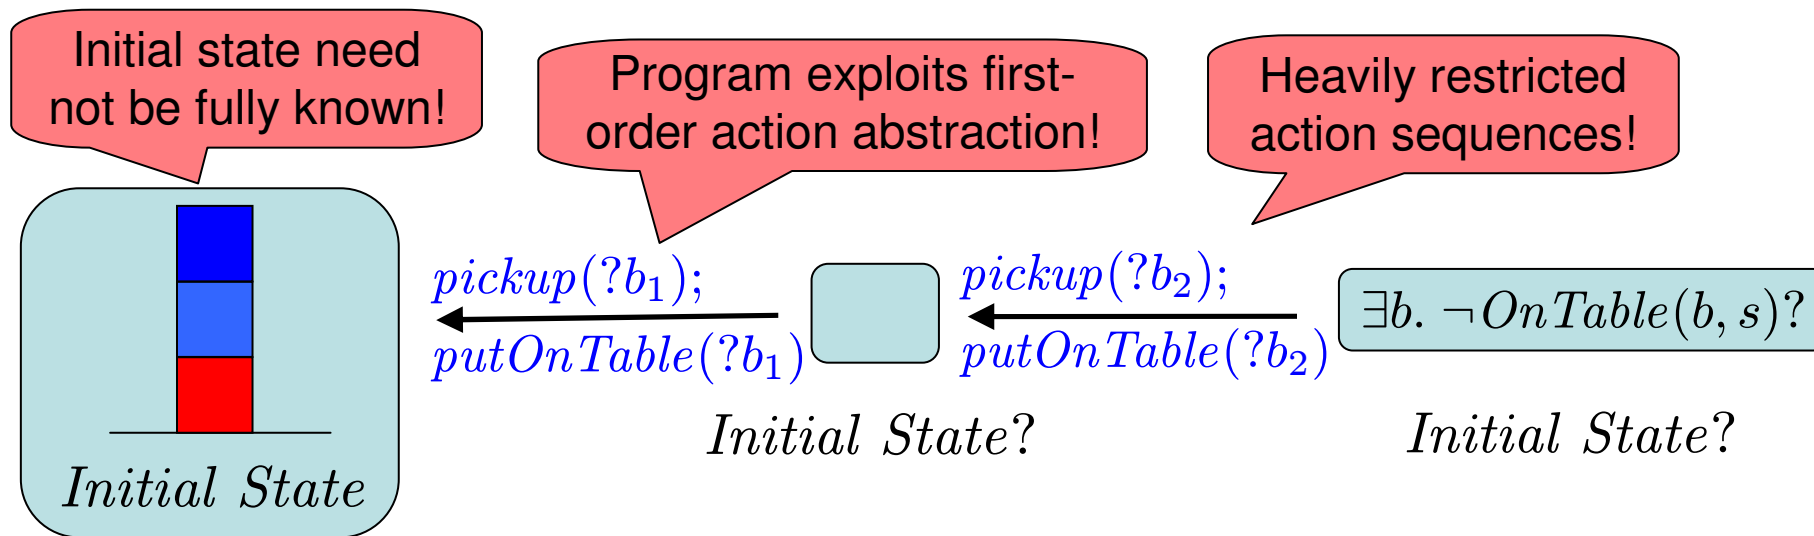 Initial state need
not be fully known!
Program exploits first-
order action abstraction!
Heavily restricted
action sequences!
pickup(?b₁);
putOnTable(?b₁)
pickup(?b₂);
putOnTable(?b₂)
∃b. ¬OnTable(b, s)?
Initial State
Initial State?
Initial State?